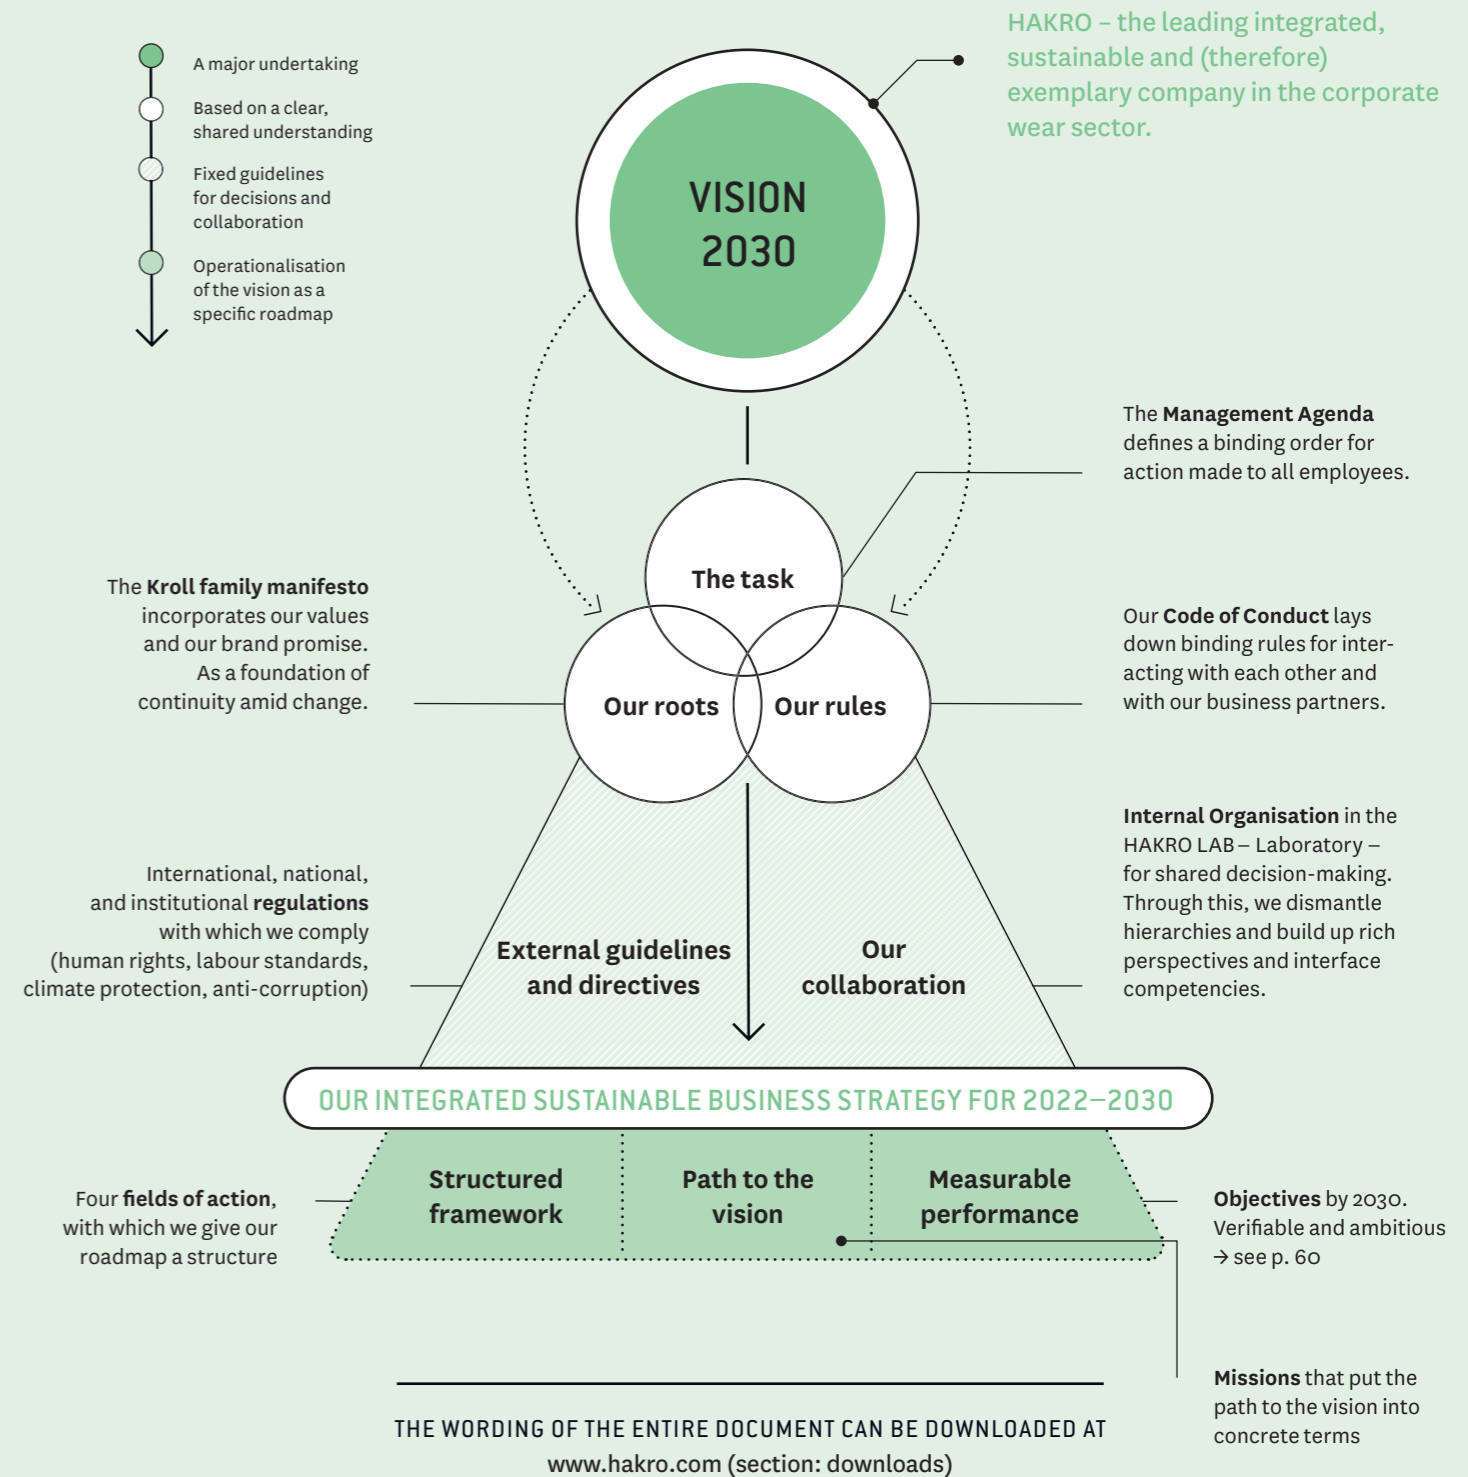 HAKRO – the leading integrated,
sustainable and (therefore)
exemplary company in the corporate
wear sector.
A major undertaking
Based on a clear,
shared understanding
Fixed guidelines
for decisions and
collaboration
Operationalisation
of the vision as a
specific roadmap
VISION
2030
The Management Agenda
defines a binding order for
action made to all employees.
The task
The Kroll family manifesto
incorporates our values
and our brand promise.
As a foundation of
continuity amid change.
Our roots
Our rules
Our Code of Conduct lays
down binding rules for inter-
acting with each other and
with our business partners.
International, national,
and institutional regulations
with which we comply
(human rights, labour standards,
climate protection, anti-corruption)
External guidelines
and directives
Our
collaboration
Internal Organisation in the
HAKRO LAB – Laboratory –
for shared decision-making.
Through this, we dismantle
hierarchies and build up rich
perspectives and interface
competencies.
OUR INTEGRATED SUSTAINABLE BUSINESS STRATEGY FOR 2022–2030
Four fields of action,
with which we give our
roadmap a structure
Structured
framework
Path to the
vision
Measurable
performance
Objectives by 2030.
Verifiable and ambitious
→ see p. 60
Missions that put the
path to the vision into
concrete terms
THE WORDING OF THE ENTIRE DOCUMENT CAN BE DOWNLOADED AT
www.hakro.com (section: downloads)